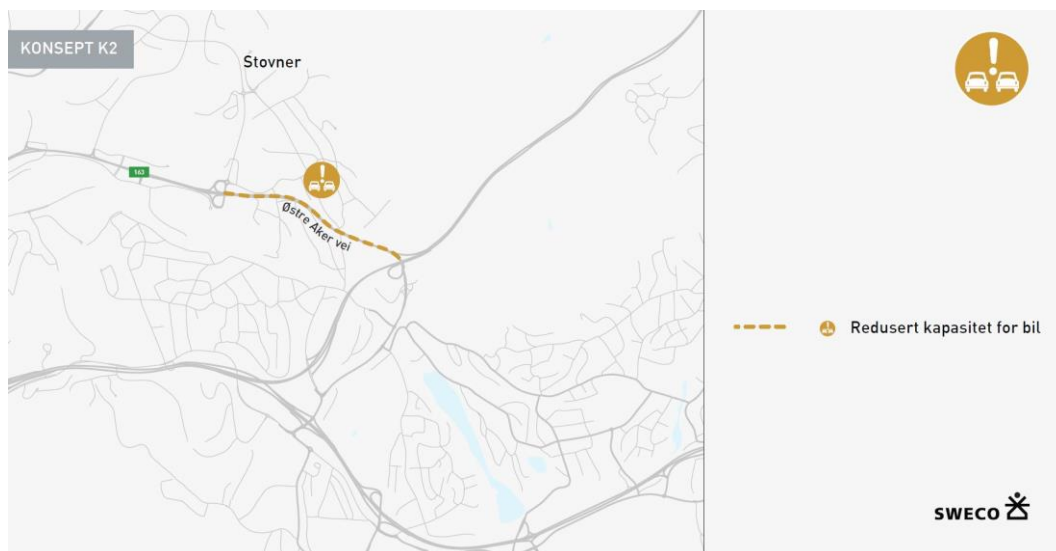 KONSEPT K2
Stovner
163
Østre Aker vei
Redusert kapasitet for bil
SWECO